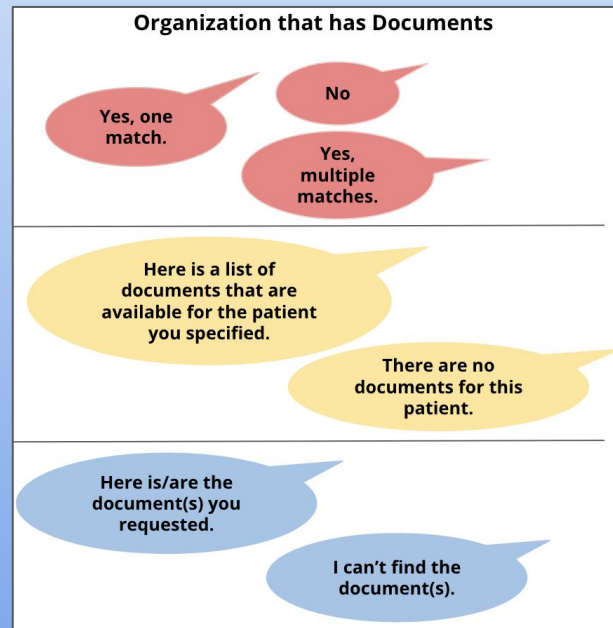 Organization that has Documents
Yes, one
match.
No
Yes,
multiple
matches.
Here is a list of
documents that are
available for the patient
you specified.
There are no
documents for this
patient.
Here is/are the
document(s) you
requested.
I can’t find the
document(s).